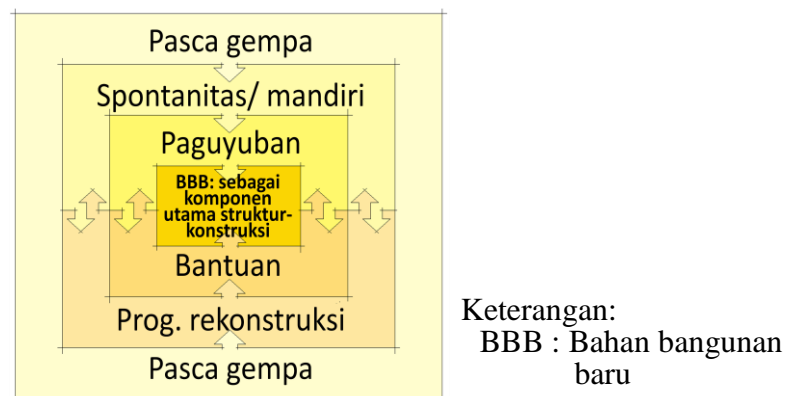 Pasca gempa
Spontanitas/ mandiri
Paguyuban
BBB: sebagai
komponen
utama struktur-
konstruksi
Bantuan
Prog. rekonstruksi
Pasca gempa
Keterangan:
BBB : Bahan bangunan
baru